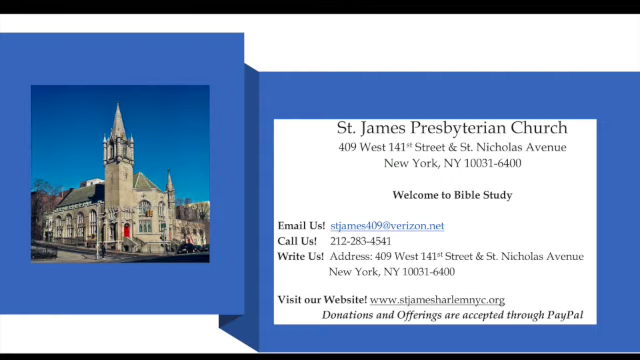 St. James Presbyterian Church
409 West 141st Street & St. Nicholas Avenue
New York, NY 10031-6400
Welcome to Bible Study
Email Us! stjames409@verizon.net
Call Us! 212-283-4541
Write Us! Address: 409 West 141st Street & St. Nicholas Avenue
New York, NY 10031-6400
Visit our Website! www.stjamesharlemnyc.org
Donations and Offerings are accepted through PayPal